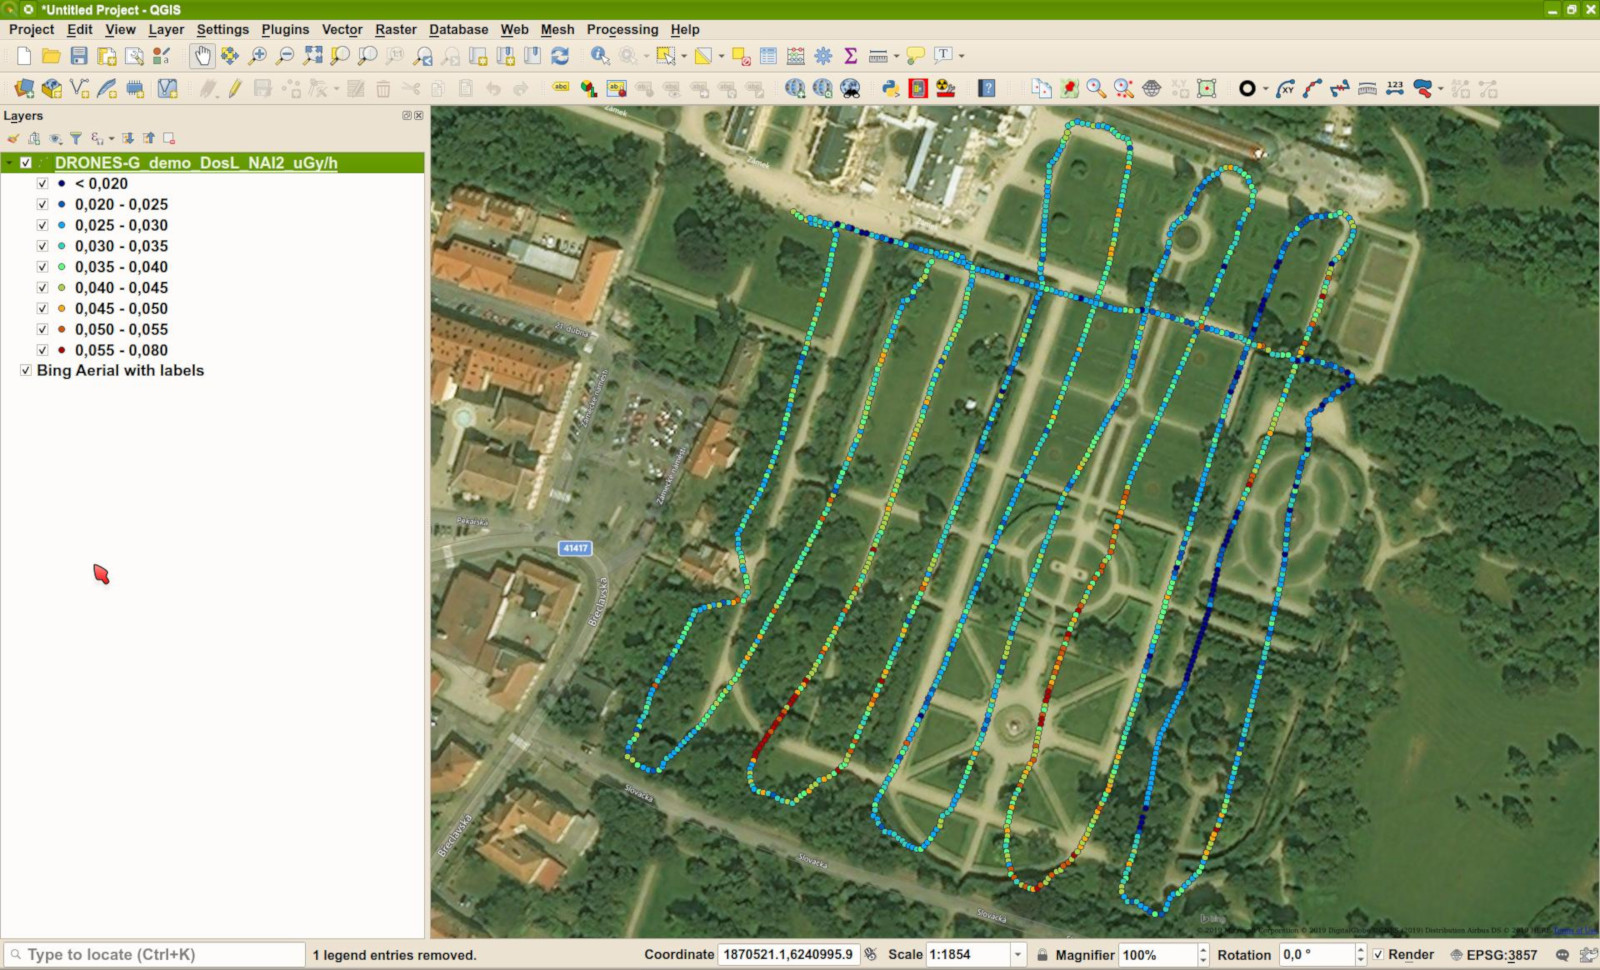 *Untitled Project - QGIS
Project Edit View Layer Settings Plugins Vector Raster Database Web Mesh Processing Help
Layers
DRONES-G_demo_DosL_NAI2_uGy/h
< 0,020
0,020 - 0,025
0,025 - 0,030
0,030 - 0,035
0,035 - 0,040
0,040 - 0,045
0,045 - 0,050
0,050 - 0,055
0,055 - 0,080
Bing Aerial with labels
Zámek
Zámek
21. dubna
Zámecké náměstí
Zámecké náměstí
Pekařská
41417
Břeclavská
Břeclavská
Slovácká
Slovácká
Slovácká
Type to locate (Ctrl+K)
1 legend entries removed.
Coordinate 1870521.1,6240995.9
Scale 1:1854
Magnifier 100%
Rotation 0,0 °
Render
EPSG:3857